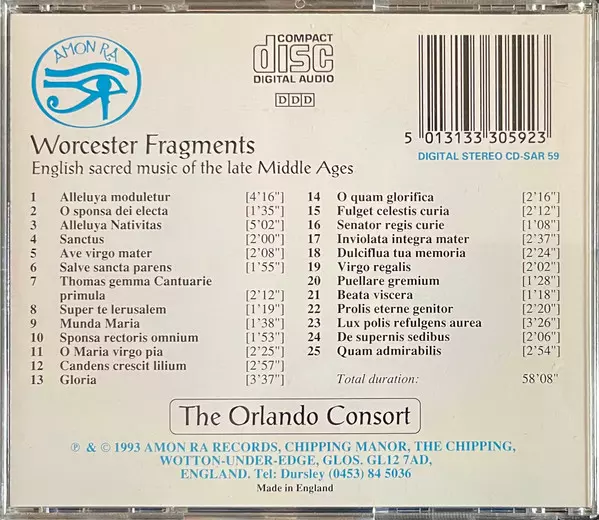 AMON RA
COMPACT
disc
DIGITAL AUDIO
DDD
5 013133 305923
DIGITAL STEREO CD-SAR 59
Worcester Fragments
English sacred music of the late Middle Ages
1 Alleluya moduletur [4'16"]
2 O sponsa dei electa [1'35"]
3 Alleluya Nativitas [5'02"]
4 Sanctus [2'00"]
5 Ave virgo mater [2'08"]
6 Salve sancta parens [1'55"]
7 Thomas gemma Cantuarie
primula [2'12"]
8 Super te Ierusalem [1'19"]
9 Munda Maria [1'38"]
10 Sponsa rectoris omnium [1'53"]
11 O Maria virgo pia [2'25"]
12 Candens crescit lilium [2'57"]
13 Gloria [3'37"]
14 O quam glorifica [2'16"]
15 Fulget celestis curia [2'12"]
16 Senator regis curie [1'08"]
17 Inviolata integra mater [2'37"]
18 Dulciflua tua memoria [2'24"]
19 Virgo regalis [2'02"]
20 Puellare gremium [1'28"]
21 Beata viscera [1'18"]
22 Prolis eterne genitor [2'20"]
23 Lux polis refulgens aurea [3'26"]
24 De supernis sedibus [2'06"]
25 Quam admirabilis [2'54"]
Total duration: 58'08"
The Orlando Consort
℗ & © 1993 AMON RA RECORDS, CHIPPING MANOR, THE CHIPPING,
WOTTON-UNDER-EDGE, GLOS. GL12 7AD,
ENGLAND. Tel: Dursley (0453) 84 5036
Made in England